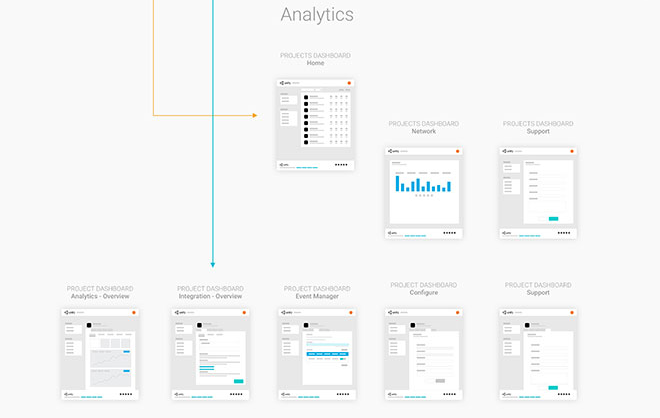 Analytics
PROJECTS DASHBOARD
Home
PROJECTS DASHBOARD
Network
PROJECTS DASHBOARD
Support
PROJECT DASHBOARD
Analytics - Overview
PROJECT DASHBOARD
Integration - Overview
PROJECT DASHBOARD
Event Manager
PROJECT DASHBOARD
Configure
PROJECT DASHBOARD
Support